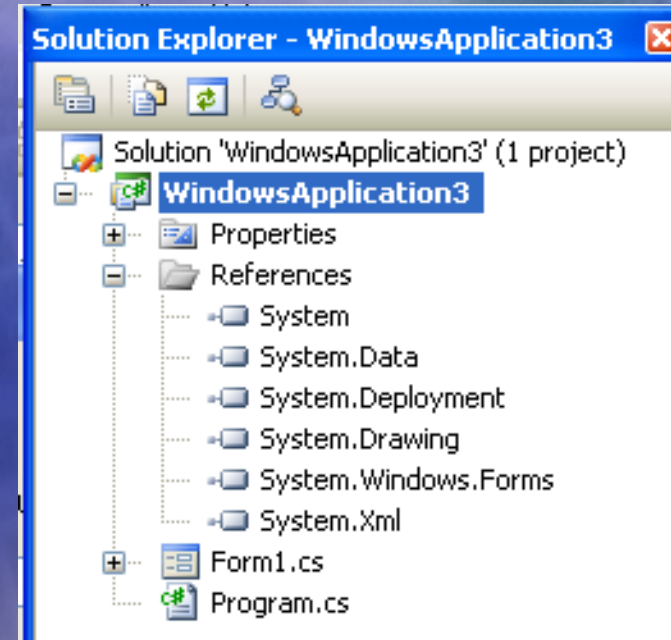 Solution Explorer - WindowsApplication3
Solution 'WindowsApplication3' (1 project)
C# WindowsApplication3
Properties
References
System
System.Data
System.Deployment
System.Drawing
System.Windows.Forms
System.Xml
Form1.cs
C# Program.cs